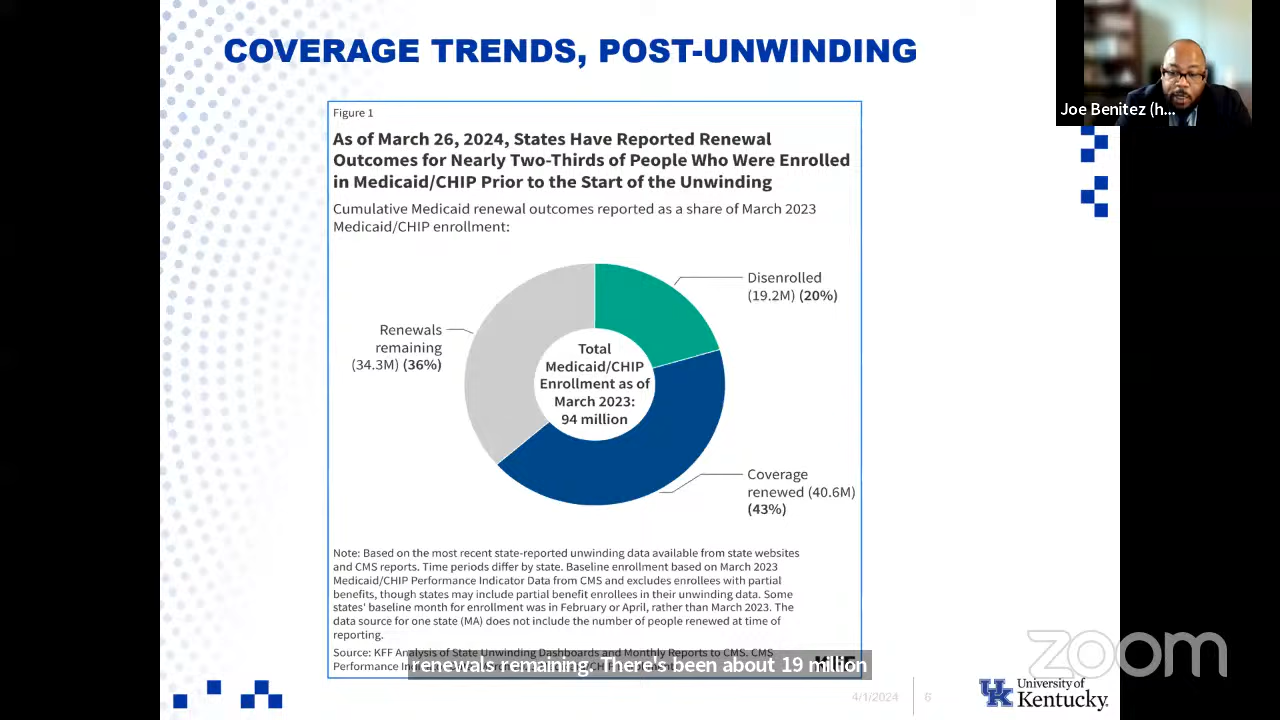 COVERAGE TRENDS, POST-UNWINDING
Joe Benitez (h...
Figure 1
As of March 26, 2024, States Have Reported Renewal
Outcomes for Nearly Two-Thirds of People Who Were Enrolled
in Medicaid/CHIP Prior to the Start of the Unwinding
Cumulative Medicaid renewal outcomes reported as a share of March 2023
Medicaid/CHIP enrollment:
Disenrolled
(19.2M) (20%)
Renewals
remaining
(34.3M) (36%)
Total
Medicaid/CHIP
Enrollment as of
March 2023:
94 million
Coverage
renewed (40.6M)
(43%)
Note: Based on the most recent state-reported unwinding data available from state websites
and CMS reports. Time periods differ by state. Baseline enrollment based on March 2023
Medicaid/CHIP Performance Indicator Data from CMS and excludes enrollees with partial
benefits, though states may include partial benefit enrollees in their unwinding data. Some
states' baseline month for enrollment was in February or April, rather than March 2023. The
data source for one state (MA) does not include the number of people renewed at time of
reporting.
Source: KFF Analysis of State Unwinding Dashboards and Monthly Reports to CMS. CMS
Performance
renewals remaining. There's been about 19 million
zoom
4/1/2024
6
UK
University of
Kentucky.